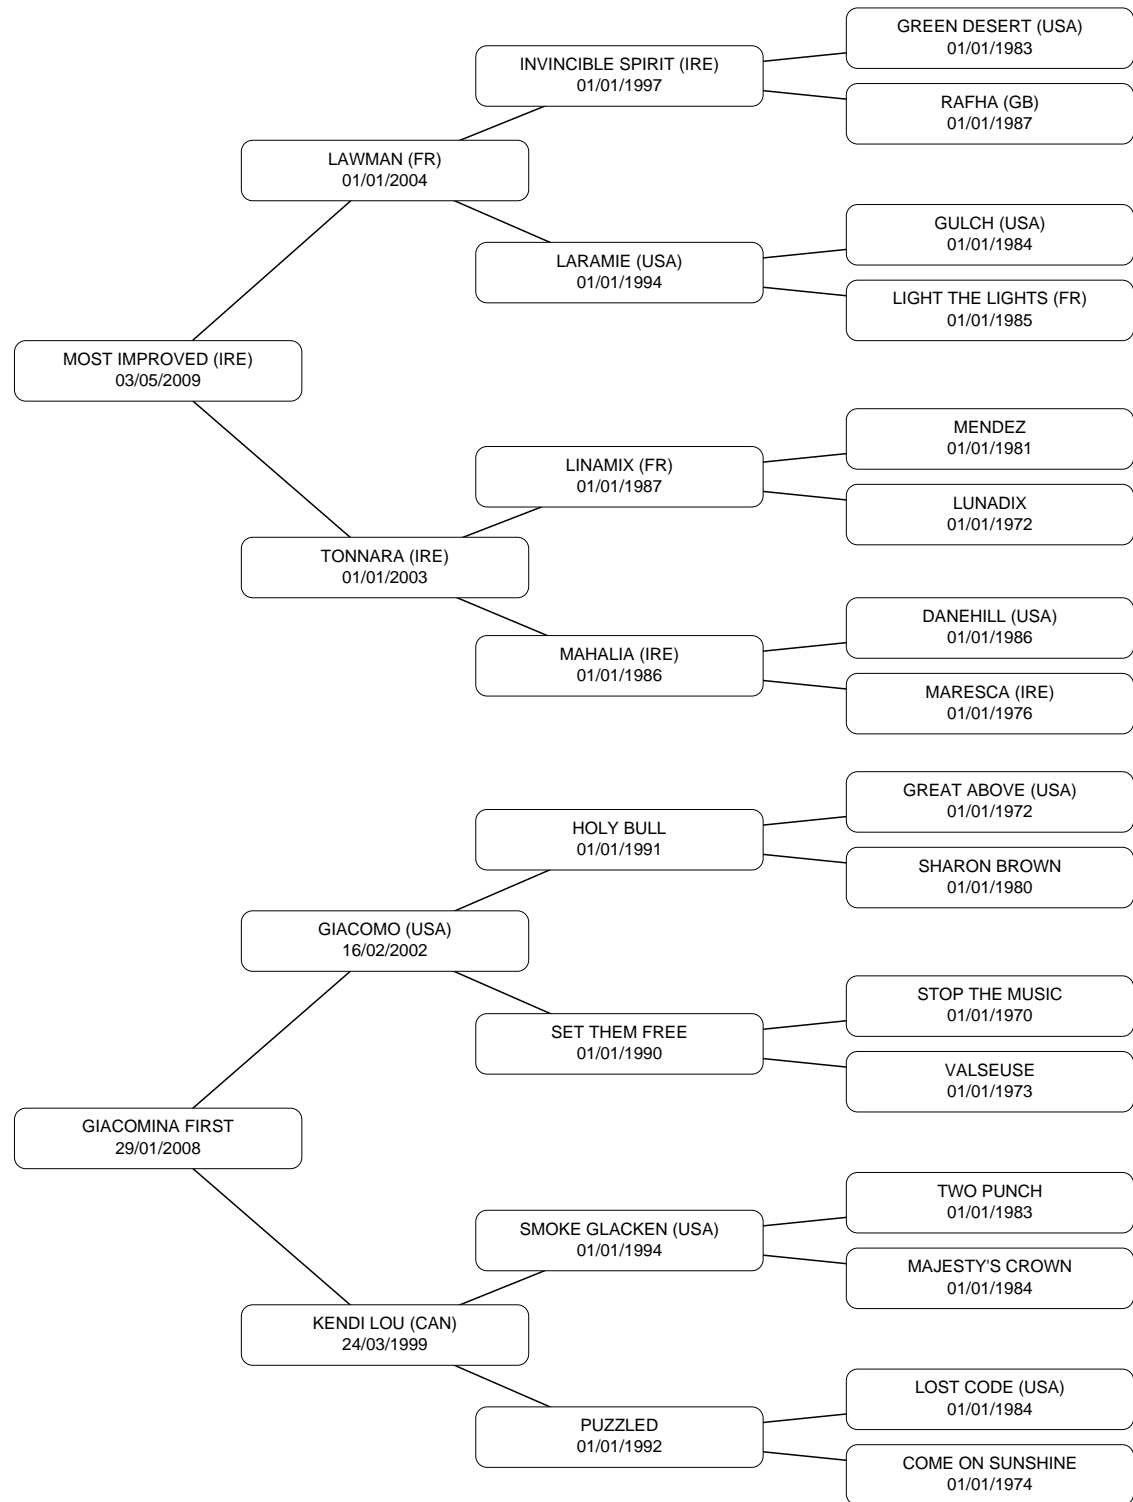 GREEN DESERT (USA)
01/01/1983
INVINCIBLE SPIRIT (IRE)
01/01/1997
RAFHA (GB)
01/01/1987
LAWMAN (FR)
01/01/2004
GULCH (USA)
01/01/1984
LARAMIE (USA)
01/01/1994
LIGHT THE LIGHTS (FR)
01/01/1985
MOST IMPROVED (IRE)
03/05/2009
MENDEZ
01/01/1981
LINAMIX (FR)
01/01/1987
LUNADIX
01/01/1972
TONNARA (IRE)
01/01/2003
DANEHILL (USA)
01/01/1986
MAHALIA (IRE)
01/01/1986
MARESCA (IRE)
01/01/1976
GREAT ABOVE (USA)
01/01/1972
HOLY BULL
01/01/1991
SHARON BROWN
01/01/1980
GIACOMO (USA)
16/02/2002
STOP THE MUSIC
01/01/1970
SET THEM FREE
01/01/1990
VALSEUSE
01/01/1973
GIACOMINA FIRST
29/01/2008
TWO PUNCH
01/01/1983
SMOKE GLACKEN (USA)
01/01/1994
MAJESTY'S CROWN
01/01/1984
KENDI LOU (CAN)
24/03/1999
LOST CODE (USA)
01/01/1984
PUZZLED
01/01/1992
COME ON SUNSHINE
01/01/1974